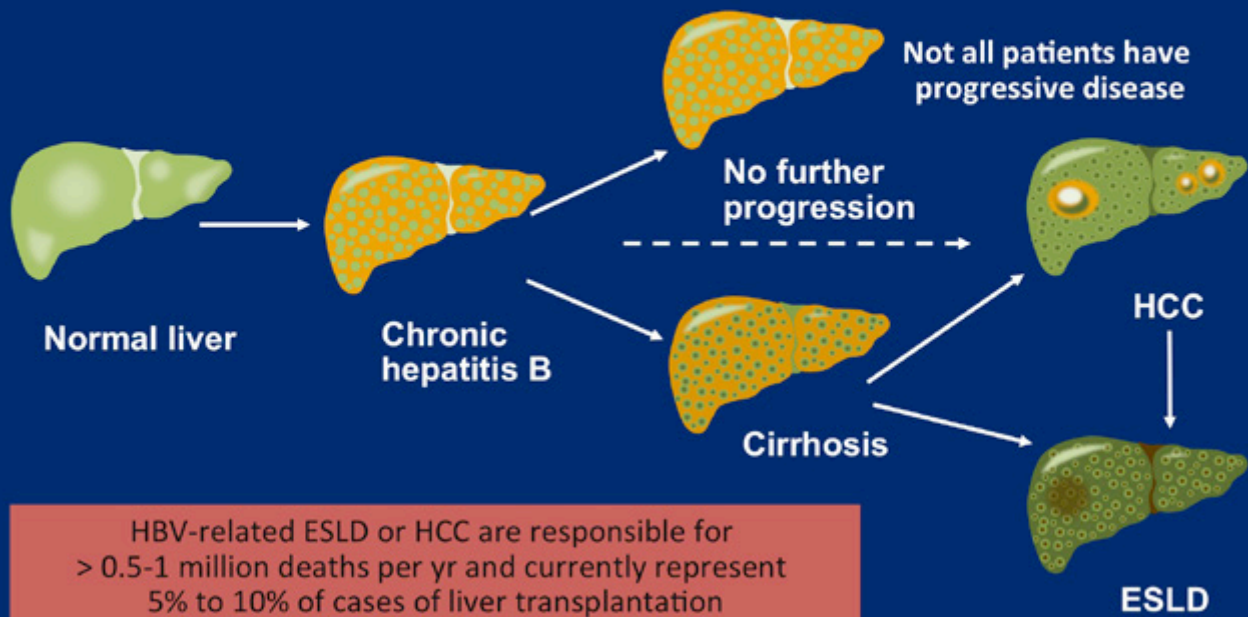 Not all patients have
progressive disease
No further
progression
Normal liver
Chronic
hepatitis B
HCC
Cirrhosis
HBV-related ESLD or HCC are responsible for
> 0.5-1 million deaths per yr and currently represent
5% to 10% of cases of liver transplantation
ESLD